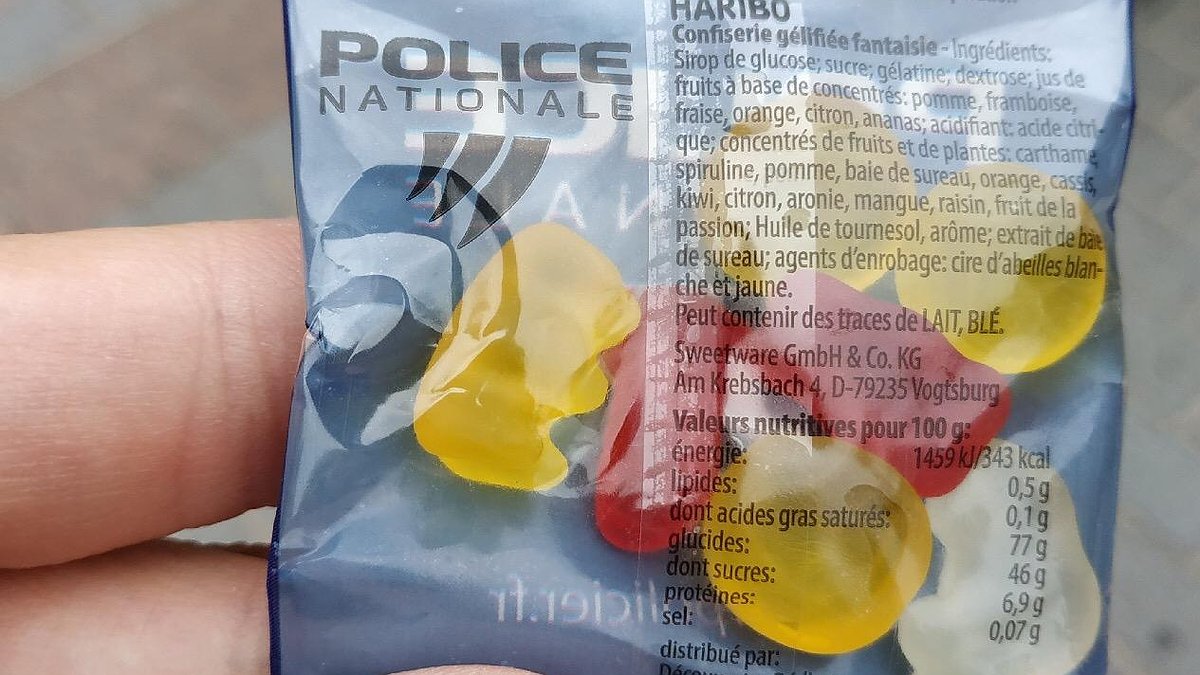 POLICE
NATIONALE
HARIBO
Confiserie gélifiée fantaisie - Ingrédients:
Sirop de glucose; sucre; gélatine; dextrose; jus de
fruits à base de concentrés: pomme, framboise,
fraise, orange, citron, ananas; acidifiant: acide citri-
que; concentrés de fruits et de plantes: carthame,
spiruline, pomme, baie de sureau, orange, cassis,
kiwi, citron, aronie, mangue, raisin, fruit de la
passion; Huile de tournesol, arôme; extrait de baie
de sureau; agents d'enrobage: cire d'abeilles blan-
che et jaune.
Peut contenir des traces de LAIT, BLÉ.
Sweetware GmbH & Co. KG
Am Krebsbach 4, D-79235 Vogtsburg
Valeurs nutritives pour 100 g:
énergie: 1459 kJ/343 kcal
lipides: 0,5 g
dont acides gras saturés: 0,1 g
glucides: 77 g
dont sucres: 46 g
protéines: 6,9 g
sel: 0,07 g
distribué par:
licier.fr